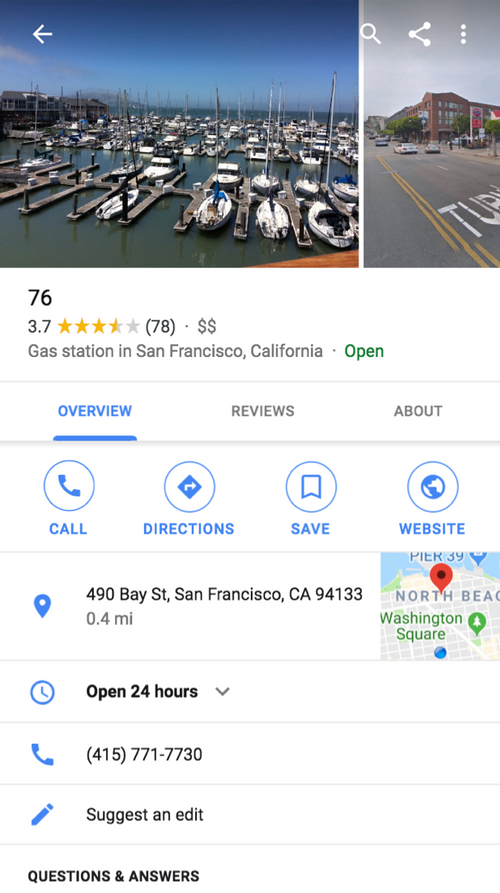 76
3.7 (78) · $$
Gas station in San Francisco, California · Open
OVERVIEW REVIEWS ABOUT
CALL DIRECTIONS SAVE WEBSITE
490 Bay St, San Francisco, CA 94133
0.4 mi
PIER 39
NORTH BEAC
Washington
Square
Open 24 hours
(415) 771-7730
Suggest an edit
QUESTIONS & ANSWERS